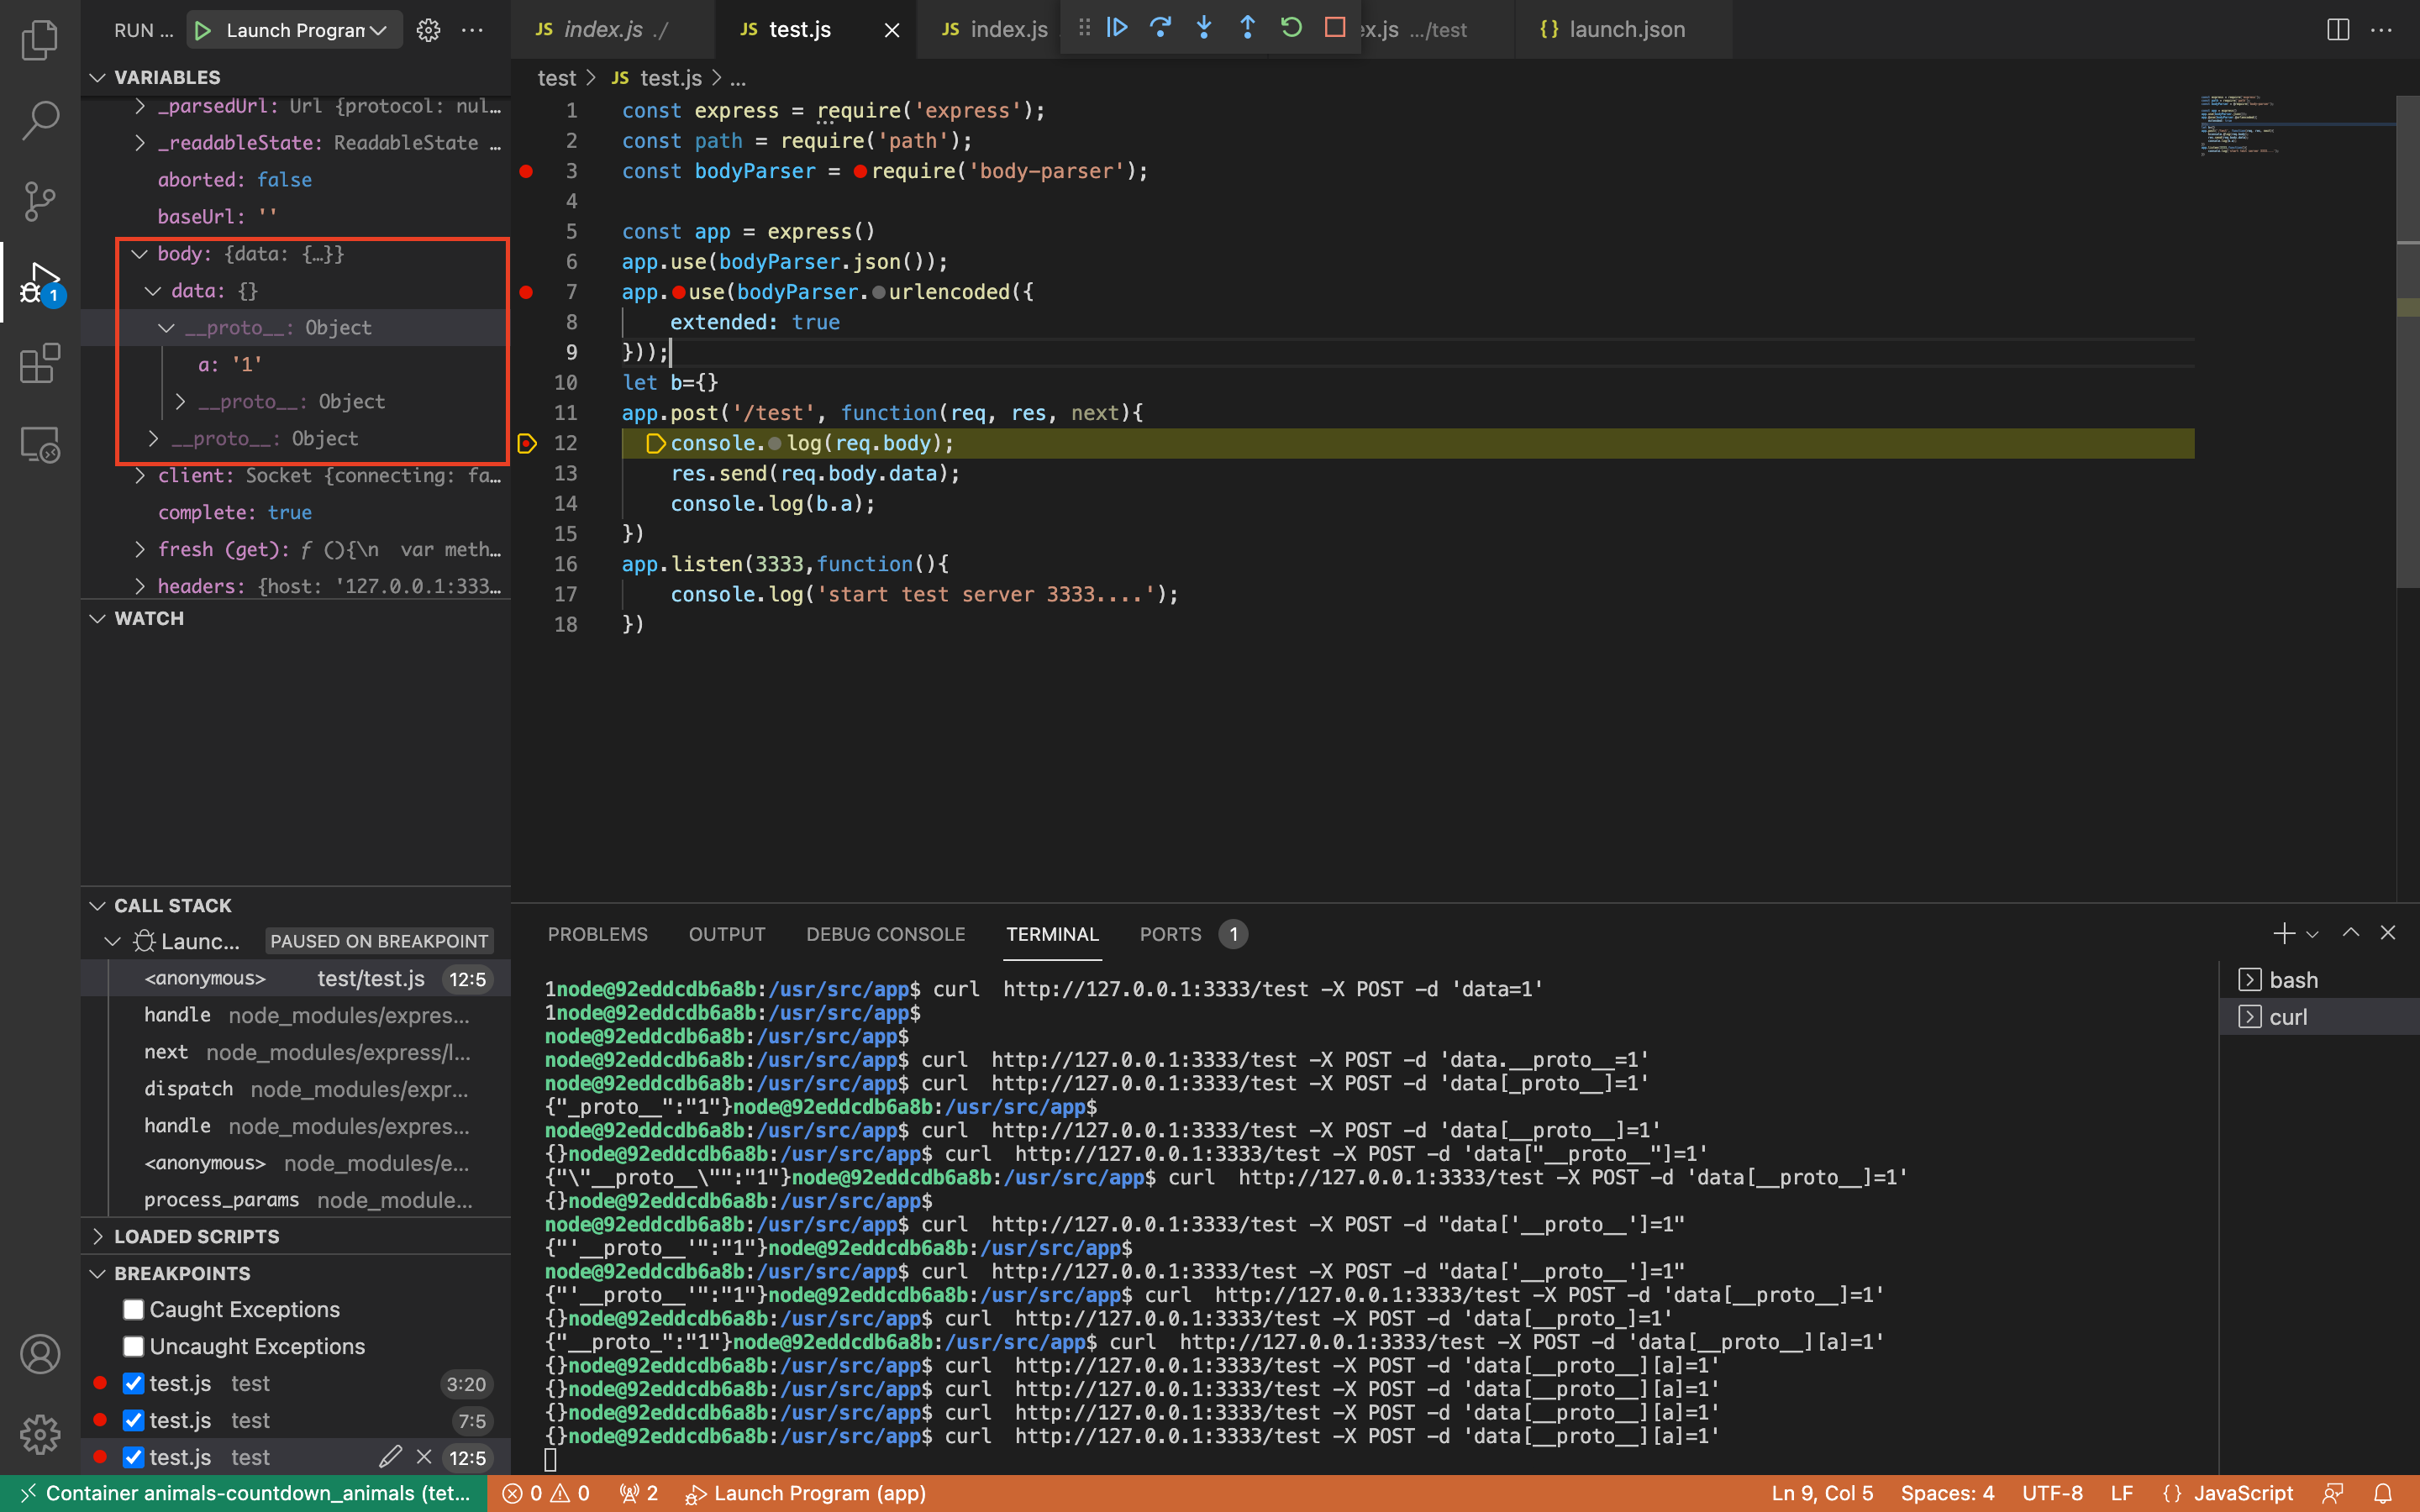 RUN ...
Launch Program
VARIABLES
_parsedUrl: Url {protocol: nul...
_readableState: ReadableState ...
aborted: false
baseUrl: ''
body: {data: {…}}
data: {}
__proto__: Object
a: '1'
__proto__: Object
__proto__: Object
client: Socket {connecting: fa...
complete: true
fresh (get): ƒ (){\n  var meth...
headers: {host: '127.0.0.1:333...
WATCH
CALL STACK
Launc...
PAUSED ON BREAKPOINT
<anonymous> test/test.js 12:5
handle node_modules/expres...
next node_modules/express/l...
dispatch node_modules/expr...
handle node_modules/expres...
<anonymous> node_modules/e...
process_params node_module...
LOADED SCRIPTS
BREAKPOINTS
Caught Exceptions
Uncaught Exceptions
test.js test 3:20
test.js test 7:5
test.js test 12:5
1
JS index.js ./
JS test.js
JS index.js
ex.js .../test
{} launch.json
test > JS test.js > ...
1 const express = require('express');
2 const path = require('path');
3 const bodyParser = require('body-parser');
4
5 const app = express()
6 app.use(bodyParser.json());
7 app.use(bodyParser.urlencoded({
8     extended: true
9 }));
10 let b={}
11 app.post('/test', function(req, res, next){
12     console.log(req.body);
13     res.send(req.body.data);
14     console.log(b.a);
15 })
16 app.listen(3333,function(){
17     console.log('start test server 3333....');
18 })
PROBLEMS OUTPUT DEBUG CONSOLE TERMINAL PORTS 1
1node@92eddcdb6a8b:/usr/src/app$ curl  http://127.0.0.1:3333/test -X POST -d 'data=1'
1node@92eddcdb6a8b:/usr/src/app$
node@92eddcdb6a8b:/usr/src/app$
node@92eddcdb6a8b:/usr/src/app$ curl  http://127.0.0.1:3333/test -X POST -d 'data.__proto__=1'
node@92eddcdb6a8b:/usr/src/app$ curl  http://127.0.0.1:3333/test -X POST -d 'data[_proto__]=1'
{"_proto__":"1"}node@92eddcdb6a8b:/usr/src/app$
node@92eddcdb6a8b:/usr/src/app$ curl  http://127.0.0.1:3333/test -X POST -d 'data[__proto__]=1'
{}node@92eddcdb6a8b:/usr/src/app$ curl  http://127.0.0.1:3333/test -X POST -d 'data["__proto__"]=1'
{"\"__proto__\"":"1"}node@92eddcdb6a8b:/usr/src/app$ curl  http://127.0.0.1:3333/test -X POST -d 'data[__proto__]=1'
{}node@92eddcdb6a8b:/usr/src/app$
node@92eddcdb6a8b:/usr/src/app$ curl  http://127.0.0.1:3333/test -X POST -d "data['__proto__']=1"
{"'__proto__'":"1"}node@92eddcdb6a8b:/usr/src/app$
node@92eddcdb6a8b:/usr/src/app$ curl  http://127.0.0.1:3333/test -X POST -d "data['__proto__']=1"
{"'__proto__'":"1"}node@92eddcdb6a8b:/usr/src/app$ curl  http://127.0.0.1:3333/test -X POST -d 'data[__proto__]=1'
{}node@92eddcdb6a8b:/usr/src/app$ curl  http://127.0.0.1:3333/test -X POST -d 'data[__proto_]=1'
{"__proto_":"1"}node@92eddcdb6a8b:/usr/src/app$ curl  http://127.0.0.1:3333/test -X POST -d 'data[__proto__][a]=1'
{}node@92eddcdb6a8b:/usr/src/app$ curl  http://127.0.0.1:3333/test -X POST -d 'data[__proto__][a]=1'
{}node@92eddcdb6a8b:/usr/src/app$ curl  http://127.0.0.1:3333/test -X POST -d 'data[__proto__][a]=1'
{}node@92eddcdb6a8b:/usr/src/app$ curl  http://127.0.0.1:3333/test -X POST -d 'data[__proto__][a]=1'
{}node@92eddcdb6a8b:/usr/src/app$ curl  http://127.0.0.1:3333/test -X POST -d 'data[__proto__][a]=1'
bash
curl
Container animals-countdown_animals (tet... 0 0 2 Launch Program (app) Ln 9, Col 5 Spaces: 4 UTF-8 LF {} JavaScript